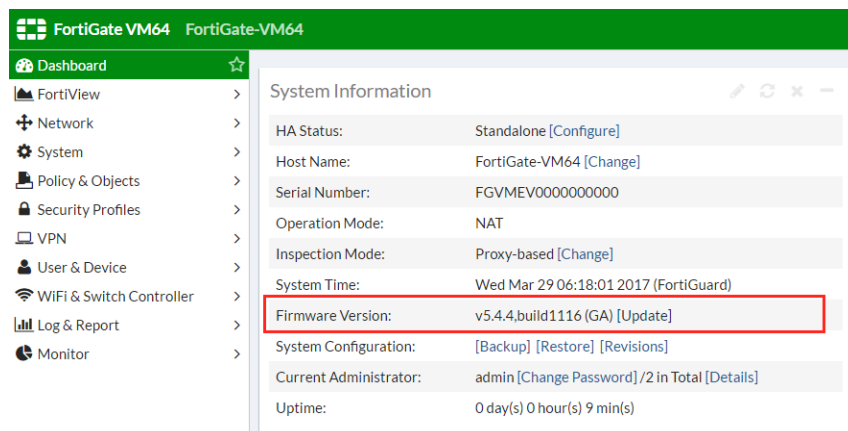 FortiGate VM64 FortiGate-VM64
Dashboard
FortiView
Network
System
Policy & Objects
Security Profiles
VPN
User & Device
WiFi & Switch Controller
Log & Report
Monitor
System Information
HA Status: Standalone [Configure]
Host Name: FortiGate-VM64 [Change]
Serial Number: FGVMEV0000000000
Operation Mode: NAT
Inspection Mode: Proxy-based [Change]
System Time: Wed Mar 29 06:18:01 2017 (FortiGuard)
Firmware Version: v5.4.4,build1116 (GA) [Update]
System Configuration: [Backup] [Restore] [Revisions]
Current Administrator: admin [Change Password] /2 in Total [Details]
Uptime: 0 day(s) 0 hour(s) 9 min(s)